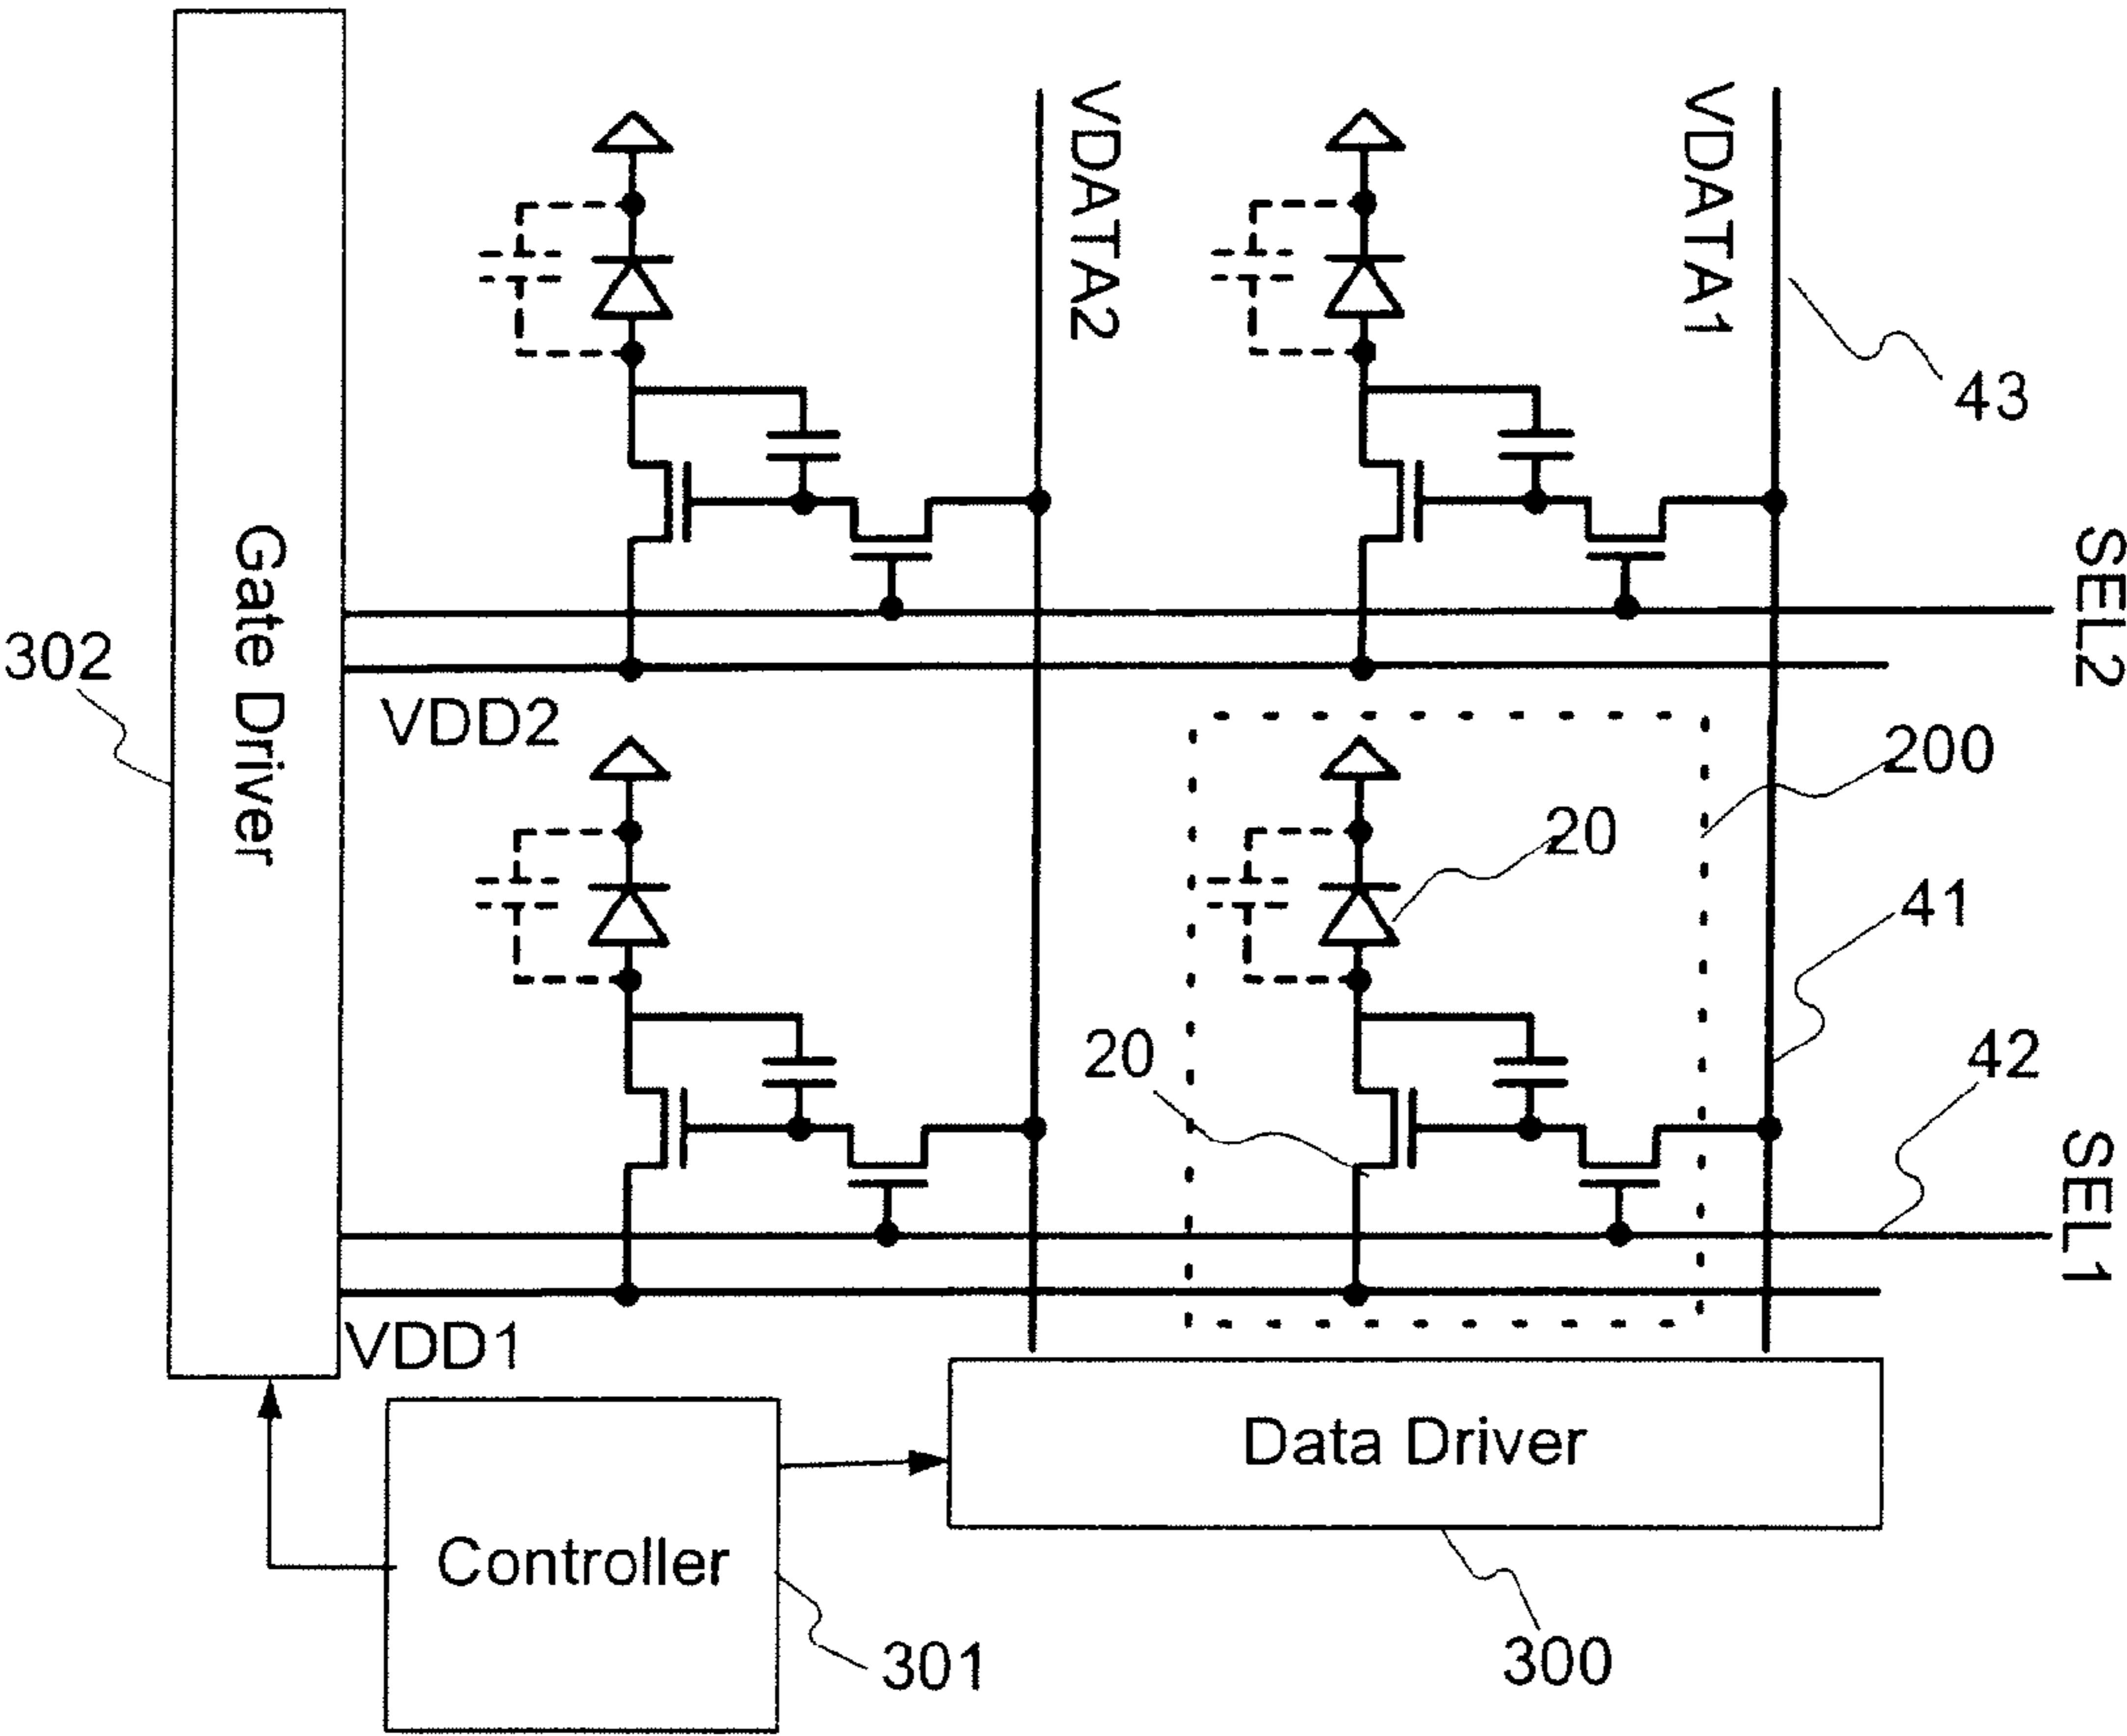 VDATA2
VDATA1
43
SEL2
Gate Driver
302
VDD2
200
20
41
20
42
SEL1
VDD1
Data Driver
Controller
301
300